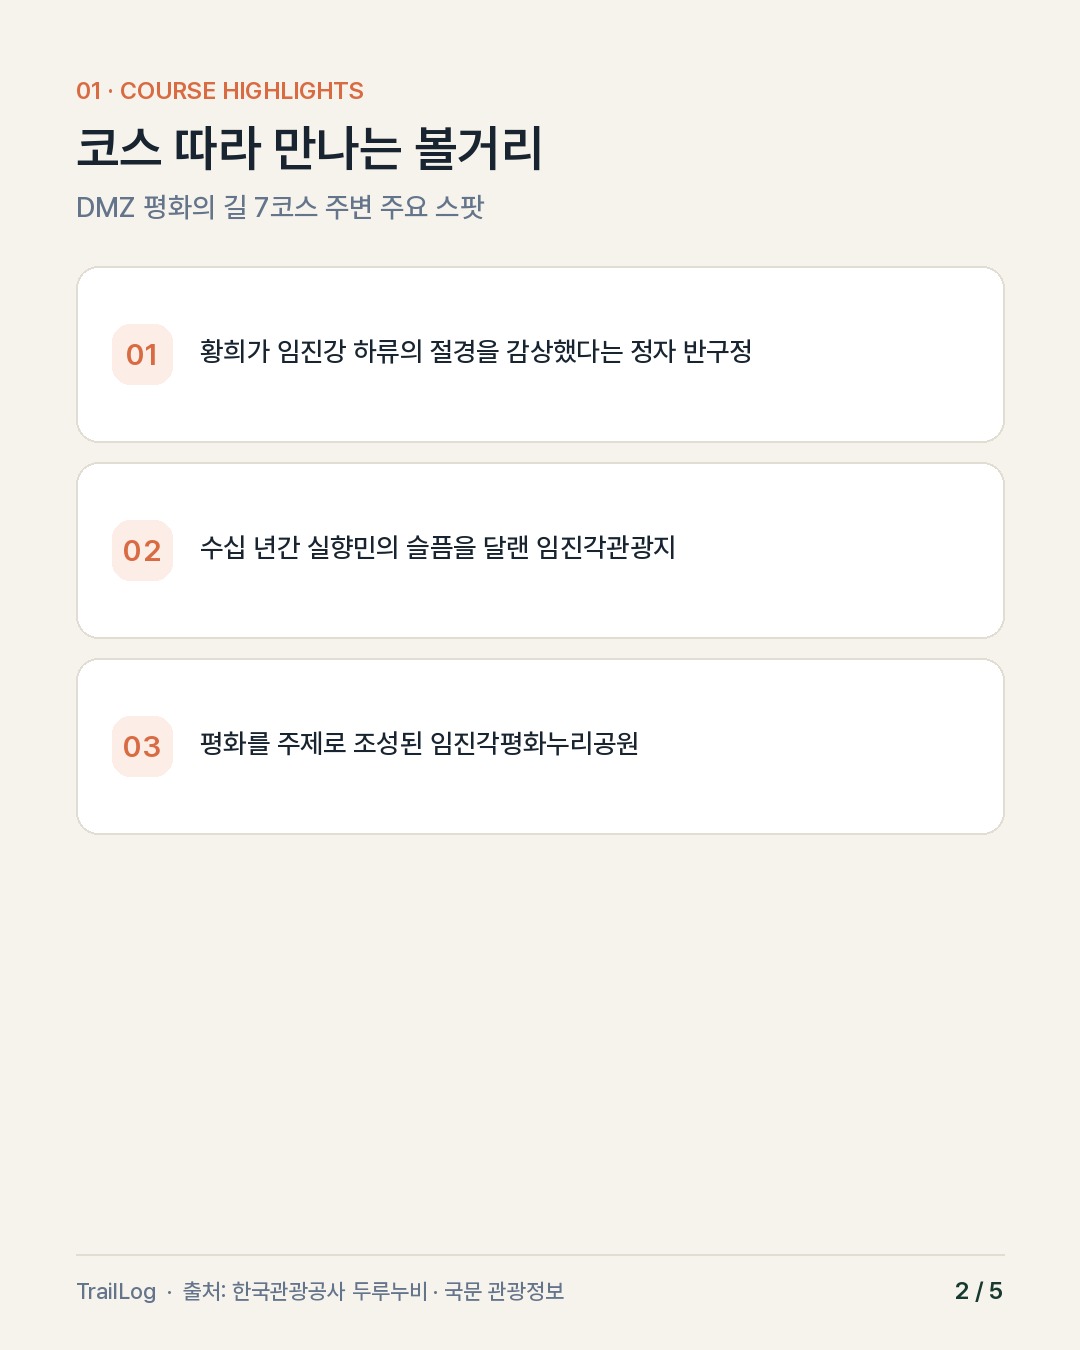 01 · COURSE HIGHLIGHTS
코스 따라 만나는 볼거리
DMZ 평화의 길 7코스 주변 주요 스팟
01 황희가 임진강 하류의 절경을 감상했다는 정자 반구정
02 수십 년간 실향민의 슬픔을 달랜 임진각관광지
03 평화를 주제로 조성된 임진각평화누리공원
TrailLog · 출처: 한국관광공사 두루누비 · 국문 관광정보 2 / 5